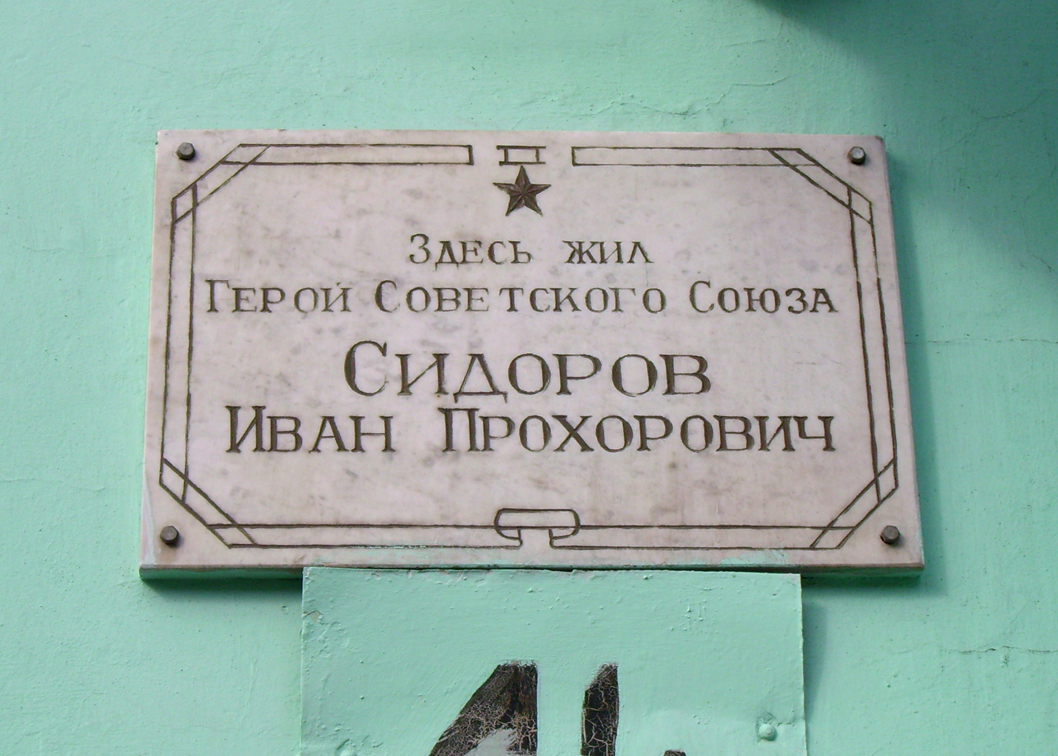 Здесь жил
Герой Советского Союза
Сидоров
Иван Прохорович